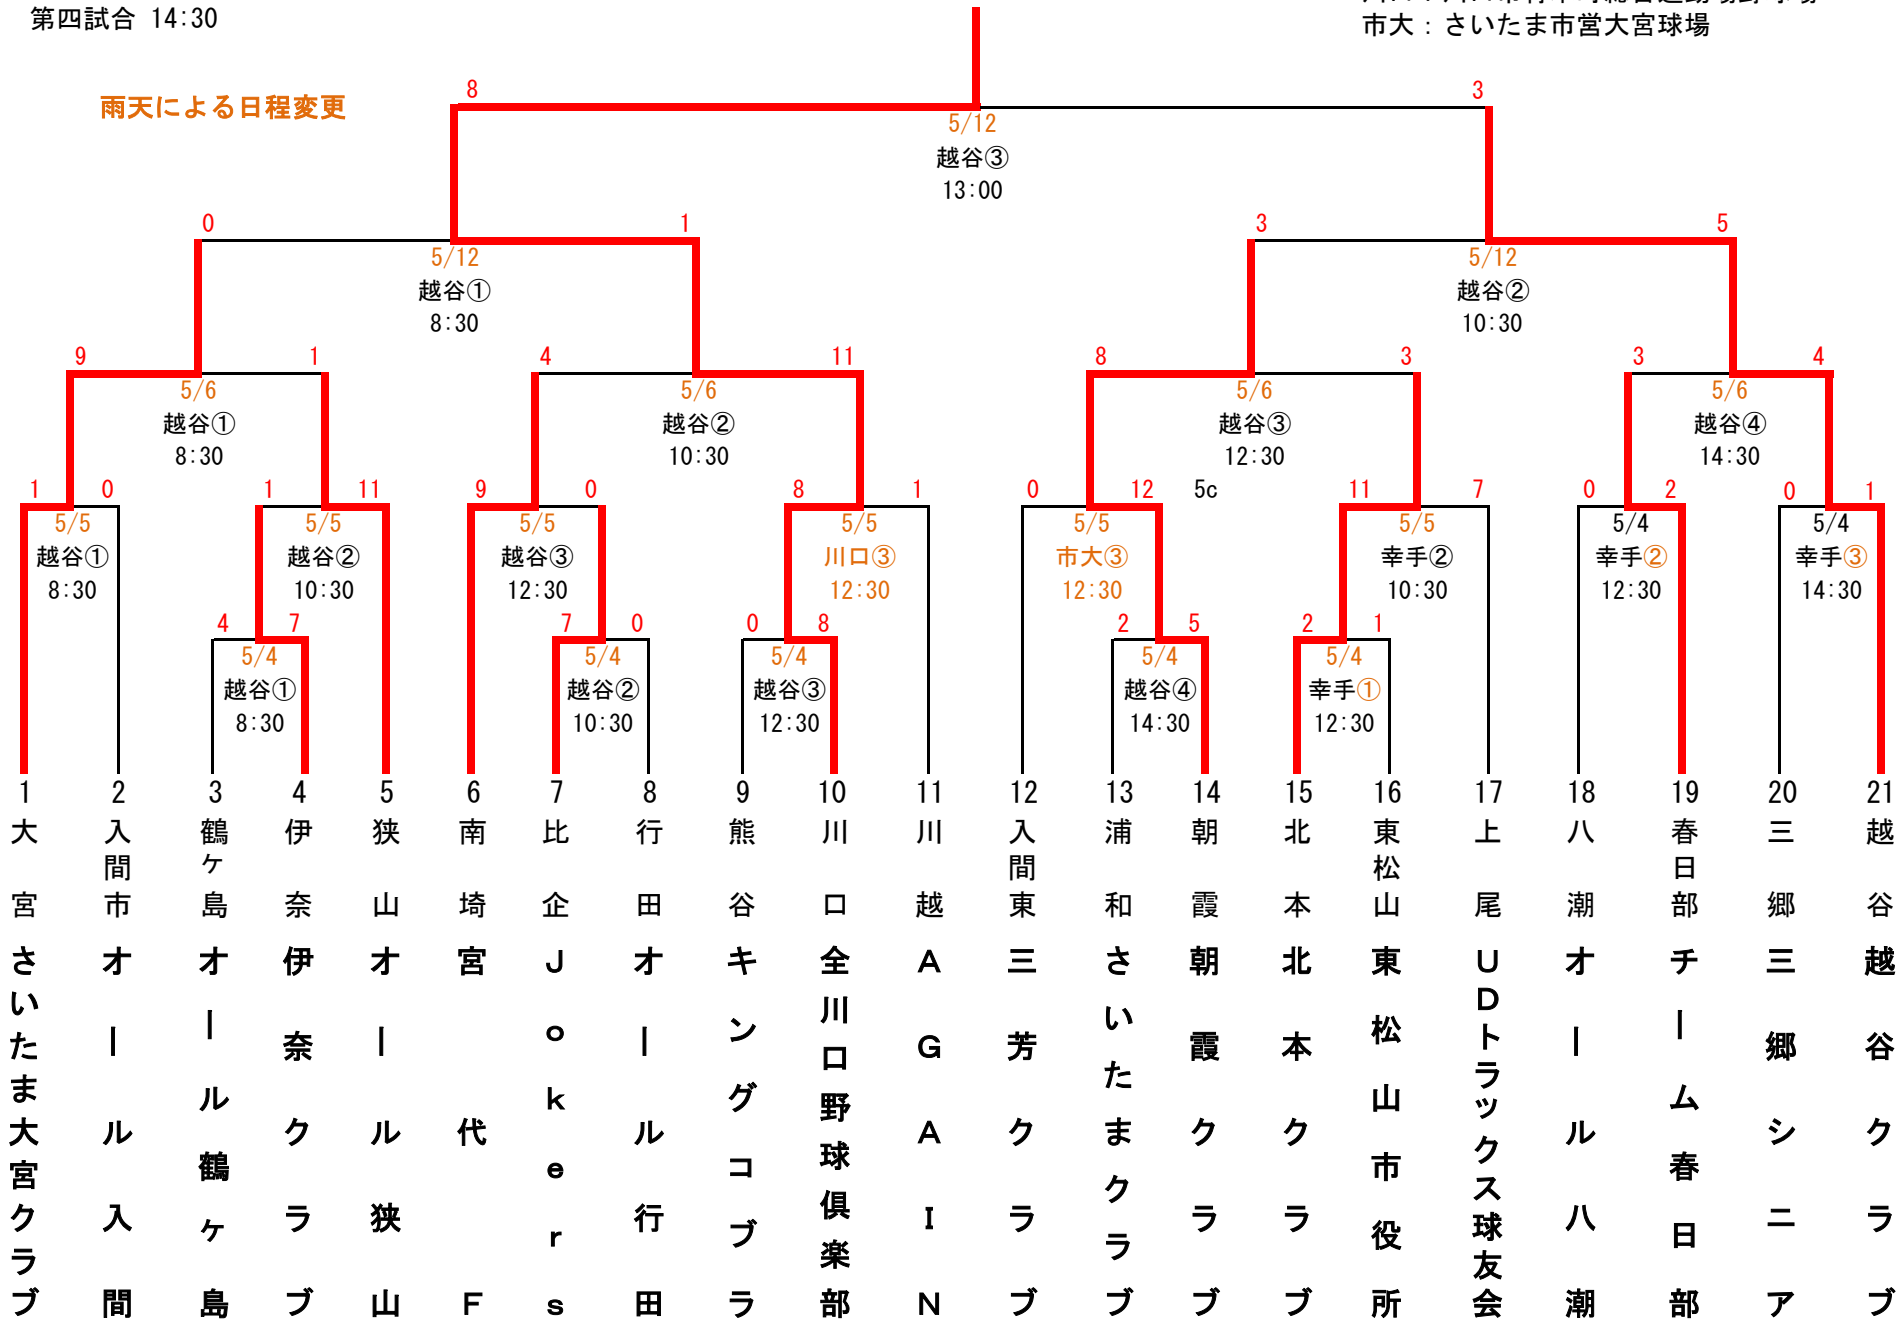 第四試合 14:30
市大：さいたま市営大宮球場
雨天による日程変更
8 3
5/12
越谷③
13:00
0 1 3 5
5/12 5/12
越谷① 越谷②
8:30 10:30
9 1 4 11 8 3 3 4
5/6 5/6 5/6 5/6
越谷① 越谷② 越谷③ 越谷④
8:30 10:30 12:30 14:30
1 0 1 11 9 0 8 1 0 12 5c 11 7 0 2 0 1
5/5 5/5 5/5 5/5 5/5 5/5 5/4 5/4
越谷① 越谷② 越谷③ 川口③ 市大③ 幸手② 幸手② 幸手③
8:30 10:30 12:30 12:30 12:30 10:30 12:30 14:30
4 7 7 0 0 8 2 5 2 1
5/4 5/4 5/4 5/4 5/4
越谷① 越谷② 越谷③ 越谷④ 幸手①
8:30 10:30 12:30 14:30 12:30
1 大宮 さいたま大宮クラブ
2 入間市 オール入間
3 鶴ヶ島 オール鶴ヶ島
4 伊奈 伊奈クラブ
5 狭山 オール狭山
6 南埼 宮代F
7 比企 Jokers
8 行田 オール行田
9 熊谷 キングコブラ
10 川口 全川口野球倶楽部
11 川越 AGAIN
12 入間東 三芳クラブ
13 浦和 さいたまクラブ
14 朝霞 朝霞クラブ
15 北本 北本クラブ
16 東松山 東松山市役所
17 上尾 UDトラックス球友会
18 八潮 オール八潮
19 春日部 チーム春日部
20 三郷 三郷シニア
21 越谷 越谷クラブ